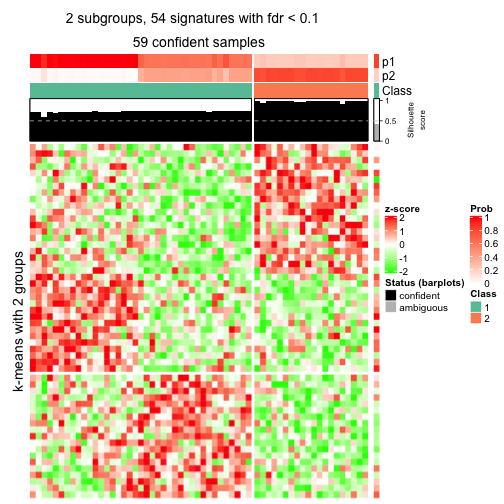 2 subgroups, 54 signatures with fdr < 0.1
59 confident samples
p1
p2
Class
1
0.5
0
Silhouette
score
k-means with 2 groups
z-score
2
1
0
-1
-2
Status (barplots)
confident
ambiguous
Prob
1
0.8
0.6
0.4
0.2
0
Class
1
2